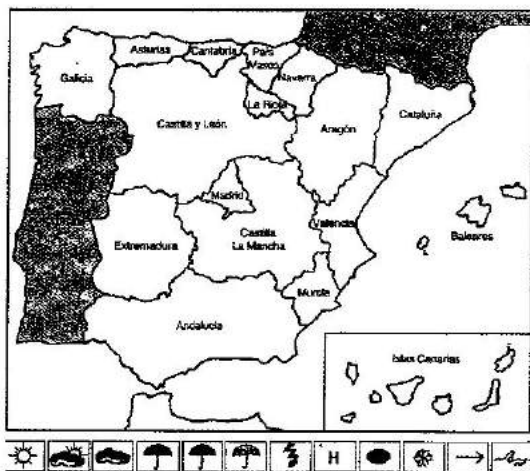 Asturias
Cantabria
País
Vasco
Galicia
Navarra
La Rioja
Castilla y León
Aragón
Cataluña
Madrid
Valencia
Baleares
Extremadura
Castilla
La Mancha
Murcia
Andalucía
Islas Canarias
H